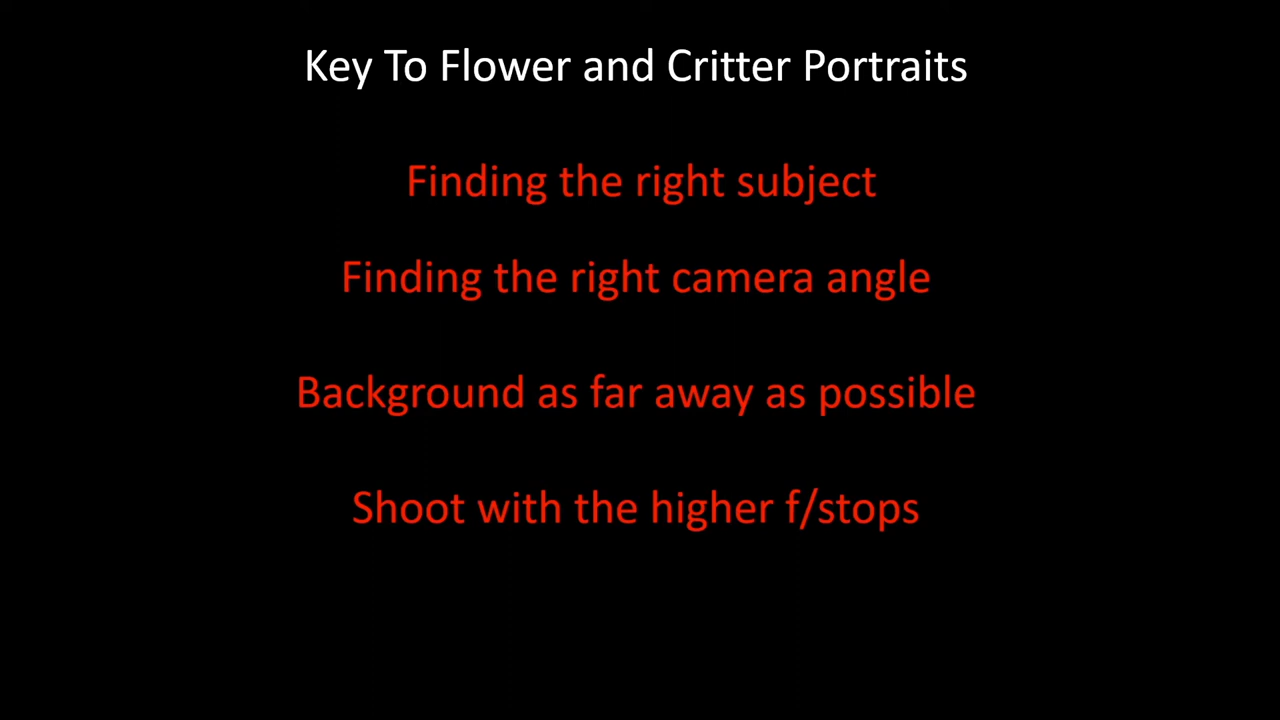 Key To Flower and Critter Portraits
Finding the right subject
Finding the right camera angle
Background as far away as possible
Shoot with the higher f/stops